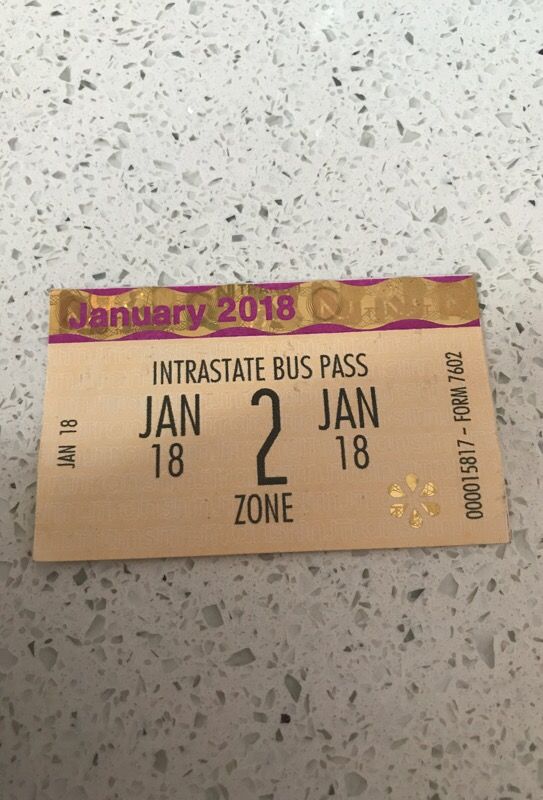 January 2018
INTRASTATE BUS PASS
JAN 18
2
JAN 18
ZONE
JAN 18
000015817 - FORM 7602